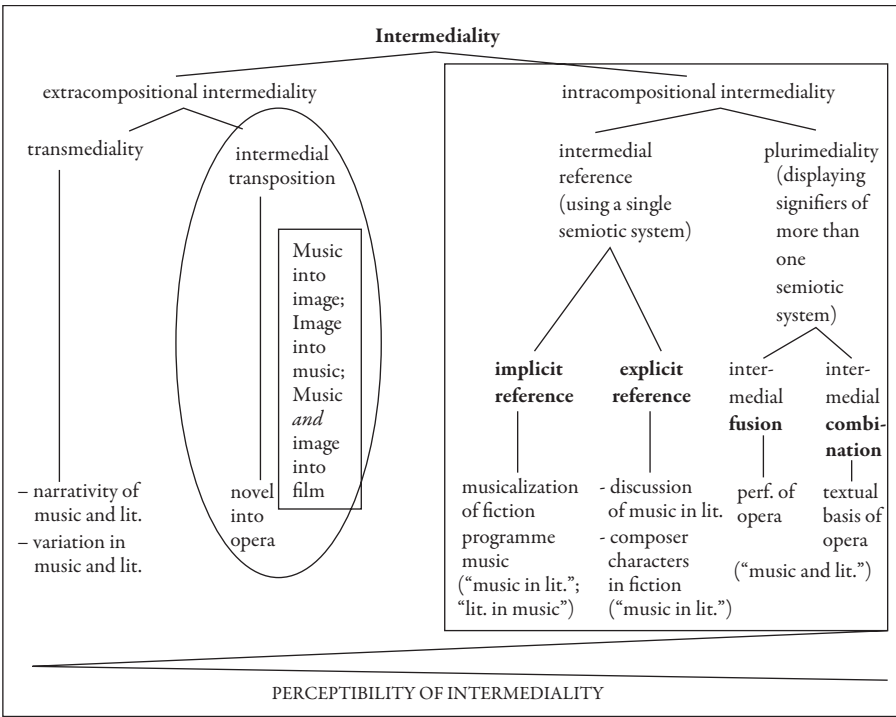 Intermediality
extracompositional intermediality
transmediality
– narrativity of
music and lit.
– variation in
music and lit.
intermedial
transposition
novel
into
opera
Music
into
image;
Image
into
music;
Music
and
image
into
film
intracompositional intermediality
intermedial
reference
(using a single
semiotic system)
implicit
reference
musicalization
of fiction
programme
music
(“music in lit.”;
“lit. in music”)
explicit
reference
- discussion
of music in lit.
- composer
characters
in fiction
(“music in lit.”)
plurimediality
(displaying
signifiers of
more than
one
semiotic
system)
inter-
medial
fusion
perf. of
opera
inter-
medial
combi-
nation
textual
basis of
opera
(“music and lit.”)
PERCEPTIBILITY OF INTERMEDIALITY